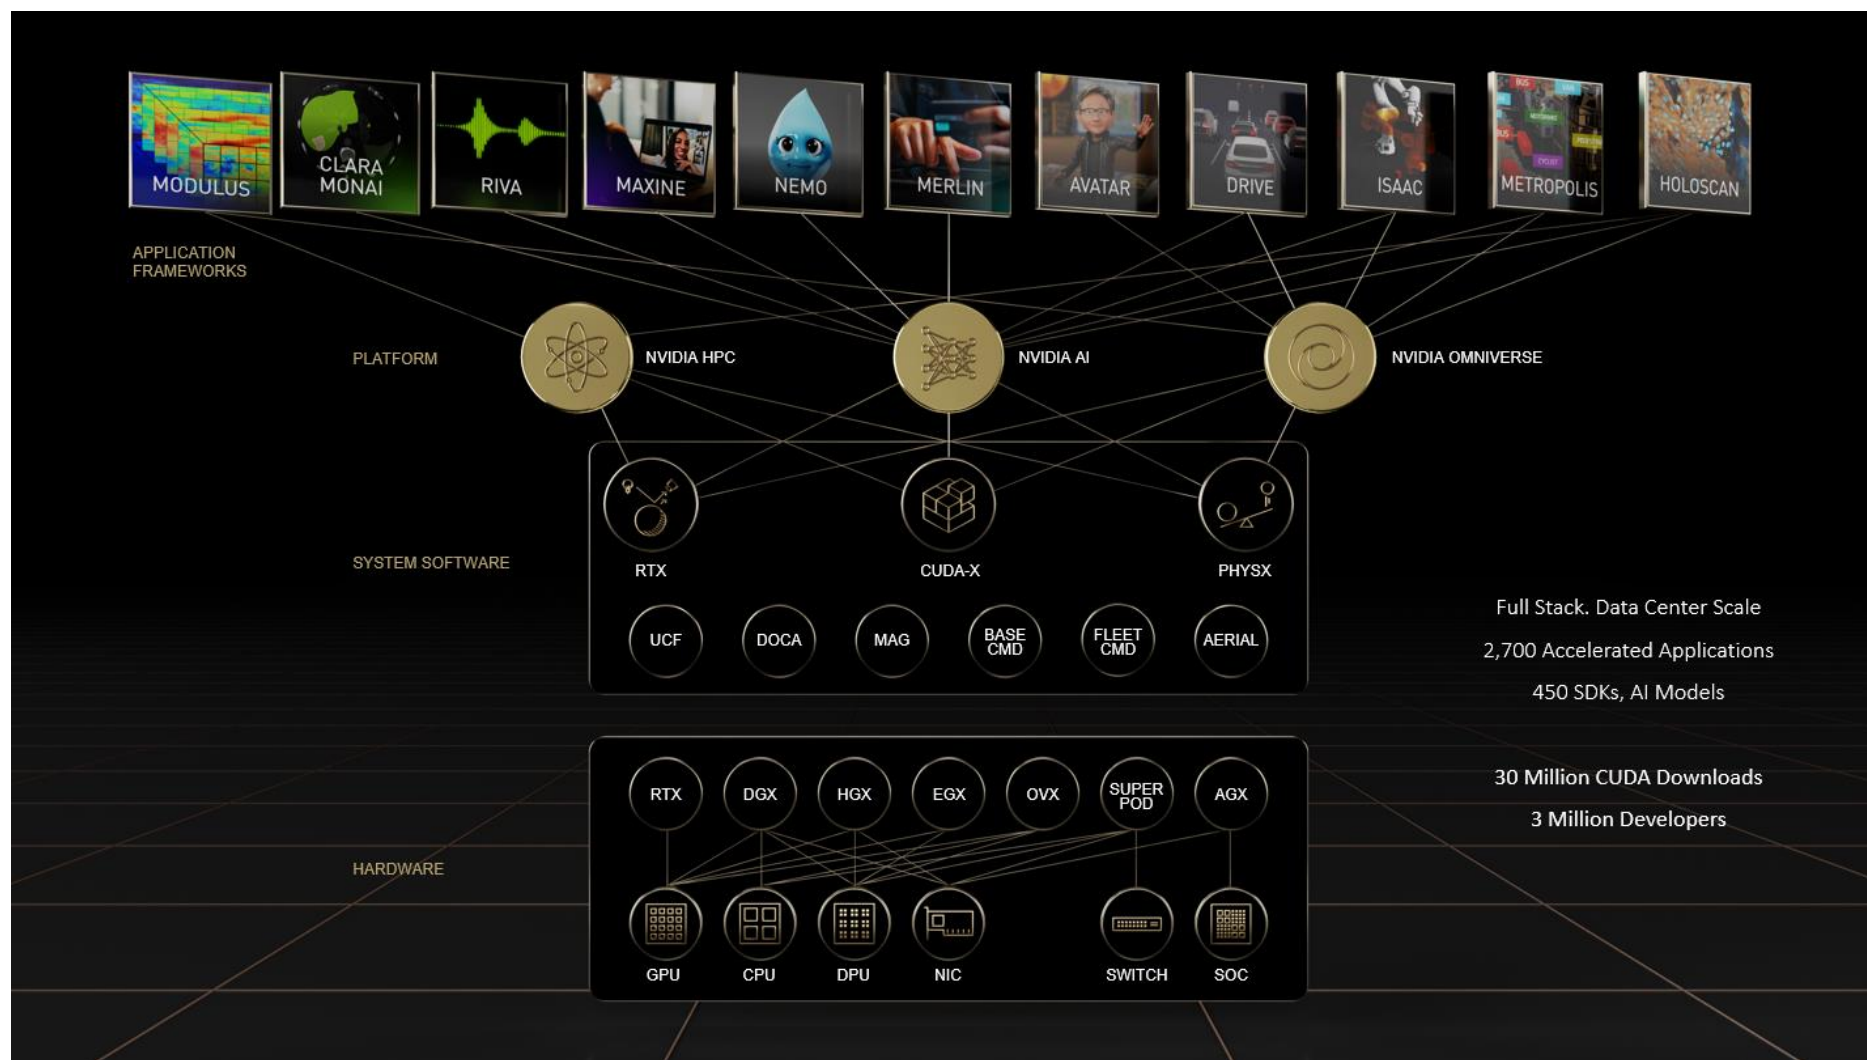 MODULUS
CLARA
MONAI
RIVA
MAXINE
NEMO
MERLIN
AVATAR
DRIVE
ISAAC
BUS
BUS
CYCLIST
METROPOLIS
HOLOSCAN
APPLICATION
FRAMEWORKS
PLATFORM
NVIDIA HPC
NVIDIA AI
NVIDIA OMNIVERSE
SYSTEM SOFTWARE
RTX
CUDA-X
PHYSX
UCF
DOCA
MAG
BASE
CMD
FLEET
CMD
AERIAL
Full Stack. Data Center Scale
2,700 Accelerated Applications
450 SDKs, AI Models
30 Million CUDA Downloads
3 Million Developers
HARDWARE
RTX
DGX
HGX
EGX
OVX
SUPER
POD
AGX
GPU
CPU
DPU
NIC
SWITCH
SOC